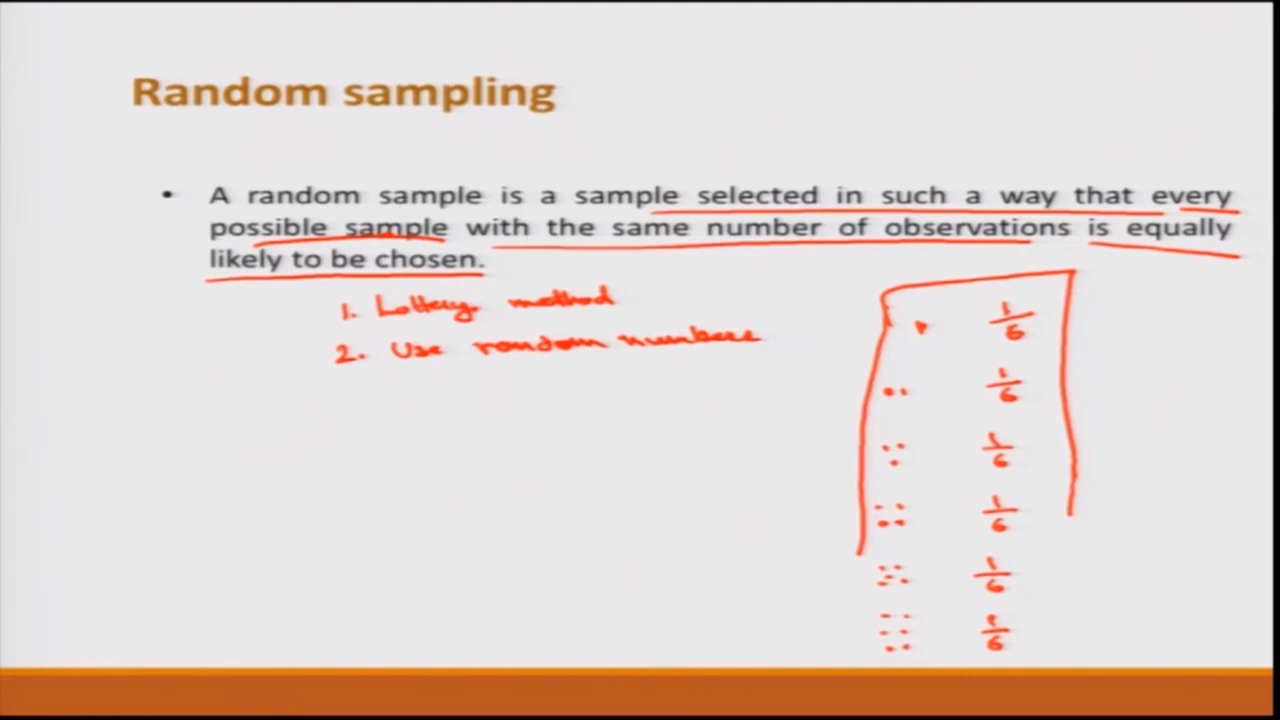 Random sampling
• A random sample is a sample selected in such a way that every
possible sample with the same number of observations is equally
likely to be chosen.
1. Lottery method
2. Use random numbers
1/6
1/6
1/6
1/6
1/6
1/6